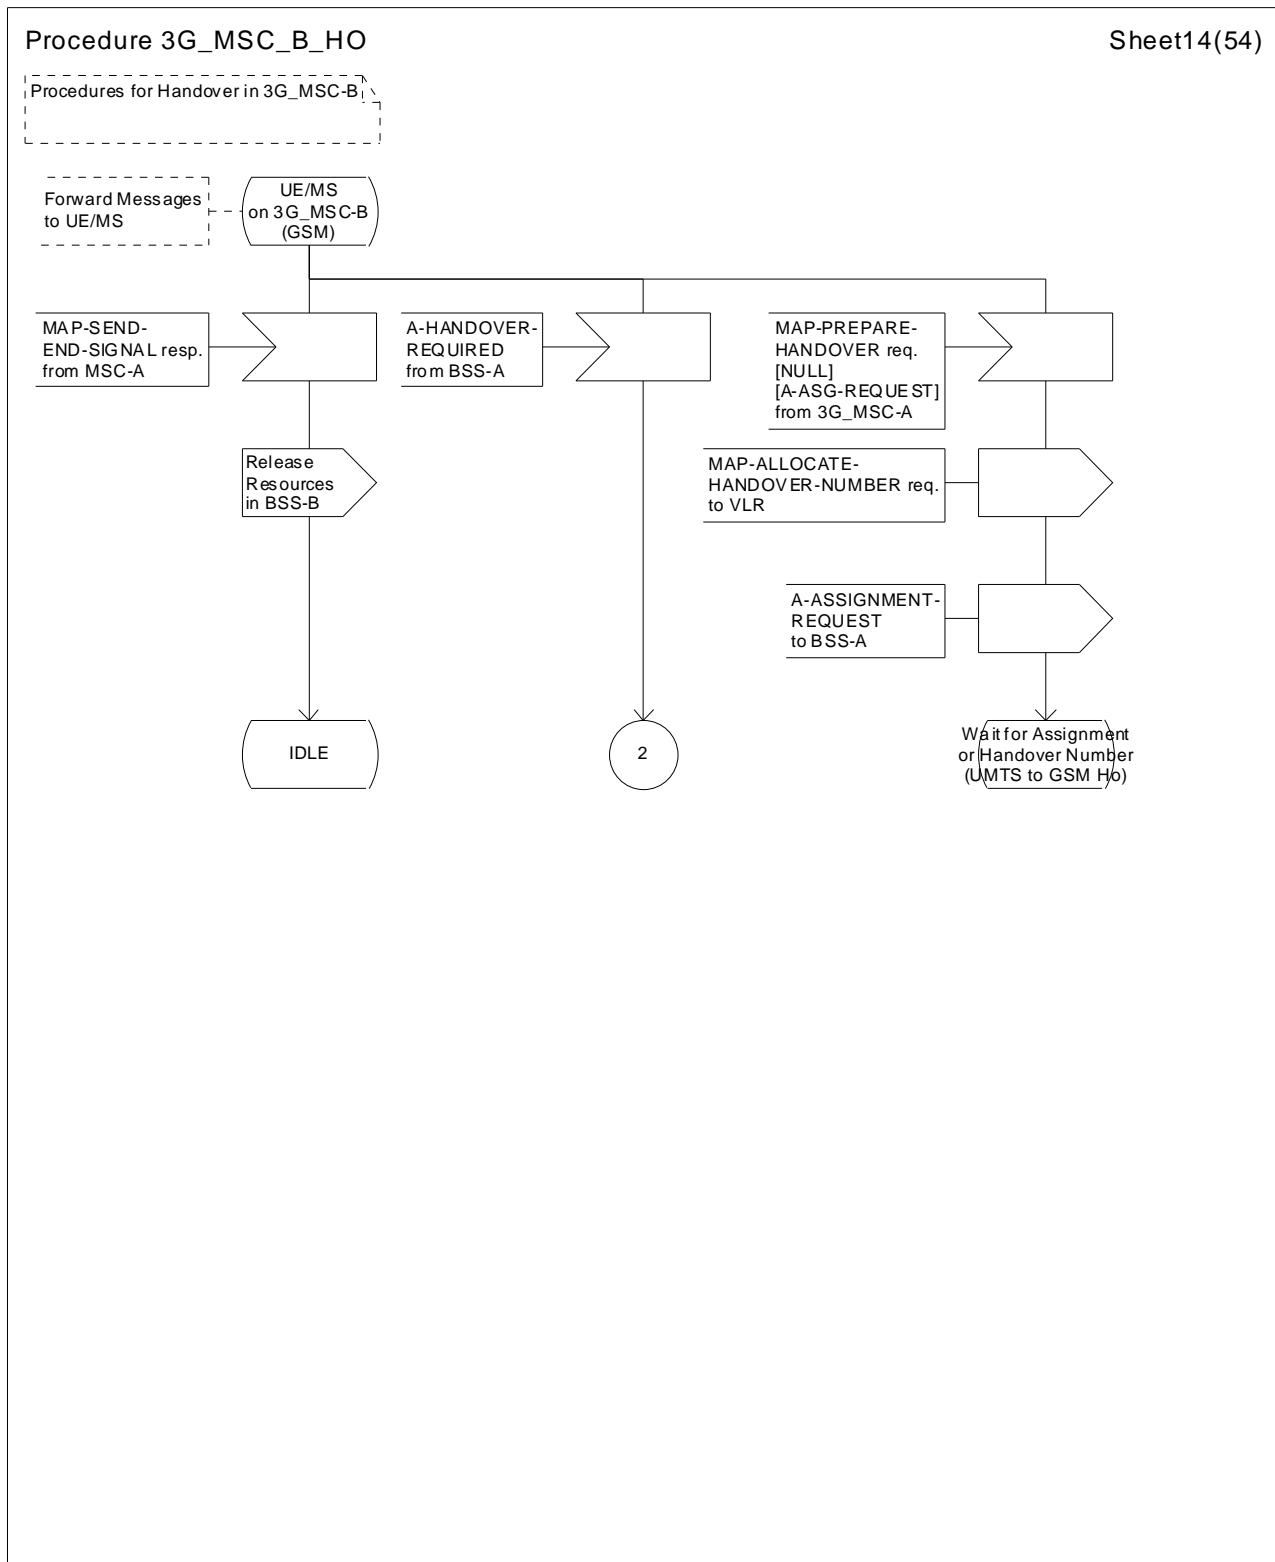 Procedure 3G_MSC_B_HO
Sheet14(54)
Procedures for Handover in 3G_MSC-B
Forward Messages
to UE/MS
UE/MS
on 3G_MSC-B
(GSM)
MAP-SEND-
END-SIGNAL resp.
from MSC-A
A-HANDOVER-
REQUIRED
from BSS-A
MAP-PREPARE-
HANDOVER req.
[NULL]
[A-ASG-REQUEST]
from 3G_MSC-A
Release
Resources
in BSS-B
MAP-ALLOCATE-
HANDOVER-NUMBER req.
to VLR
A-ASSIGNMENT-
REQUEST
to BSS-A
IDLE
2
Wait for Assignment
or Handover Number
(UMTS to GSM Ho)